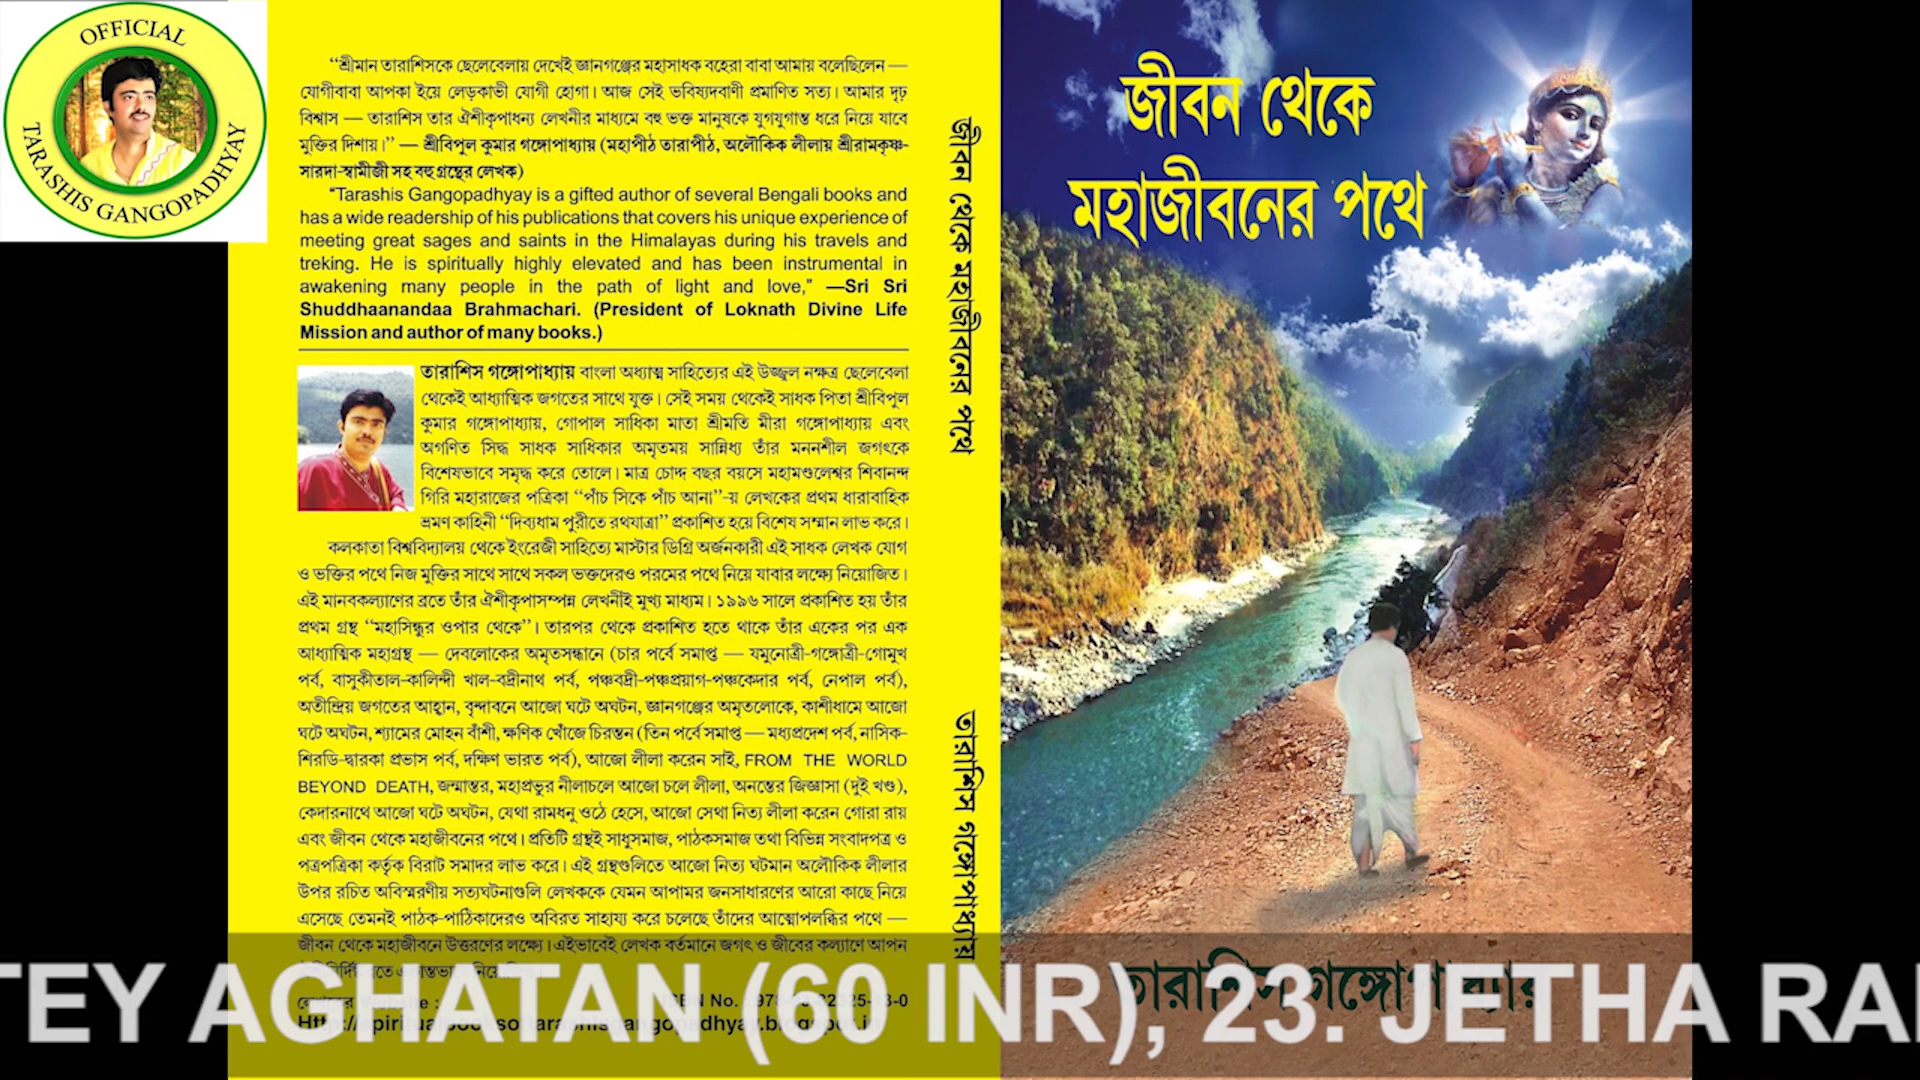 OFFICIAL
TARASHIS GANGOPADHYAY
“শ্রীমান তারাশিসকে ছেলেবেলায় দেখেই জ্ঞানগঞ্জের মহাসাধক বহেরা বাবা আমায় বলেছিলেন —
যোগীবাবা আপকা ইয়ে লেড়কাভী যোগী হোগা। আজ সেই ভবিষ্যদবাণী প্রমাণিত সত্য। আমার দৃঢ়
বিশ্বাস — তারাশিস তার ঐশীকৃপাধন্য লেখনীর মাধ্যমে বহু ভক্ত মানুষকে যুগযুগান্ত ধরে নিয়ে যাবে
মুক্তির দিশায়।” — শ্রীবিপুল কুমার গঙ্গোপাধ্যায় (মহাপীঠ তারাপীঠ, অলৌকিক লীলায় শ্রীরামকৃষ্ণ-
সারদা-স্বামীজী সহ বহু গ্রন্থের লেখক)
“Tarashis Gangopadhyay is a gifted author of several Bengali books and
has a wide readership of his publications that covers his unique experience of
meeting great sages and saints in the Himalayas during his travels and
treking. He is spiritually highly elevated and has been instrumental in
awakening many people in the path of light and love,” —Sri Sri
Shuddhaanandaa Brahmachari. (President of Loknath Divine Life
Mission and author of many books.)
তারাশিস গঙ্গোপাধ্যায় বাংলা অধ্যাত্ম সাহিত্যের এই উজ্জ্বল নক্ষত্র ছেলেবেলা
থেকেই আধ্যাত্মিক জগতের সাথে যুক্ত। সেই সময় থেকেই সাধক পিতা শ্রীবিপুল
কুমার গঙ্গোপাধ্যায়, গোপাল সাধিকা মাতা শ্রীমতি মীরা গঙ্গোপাধ্যায় এবং
অগণিত সিদ্ধ সাধক সাধিকার অমৃতময় সান্নিধ্য তাঁর মননশীল জগৎকে
বিশেষভাবে সমৃদ্ধ করে তোলে। মাত্র চোদ্দ বছর বয়সে মহামণ্ডলেশ্বর শিবানন্দ
গিরি মহারাজের পত্রিকা “পাঁচ সিকে পাঁচ আনা”-য় লেখকের প্রথম ধারাবাহিক
ভ্রমণ কাহিনী “দিব্যধাম পুরীতে রথযাত্রা” প্রকাশিত হয়ে বিশেষ সম্মান লাভ করে।
কলকাতা বিশ্ববিদ্যালয় থেকে ইংরেজী সাহিত্যে মাস্টার ডিগ্রি অর্জনকারী এই সাধক লেখক যোগ
ও ভক্তির পথে নিজ মুক্তির সাথে সাথে সকল ভক্তদেরও পরমের পথে নিয়ে যাবার লক্ষ্যে নিয়োজিত।
এই মানবকল্যাণের ব্রতে তাঁর ঐশীকৃপাসম্পন্ন লেখনীই মুখ্য মাধ্যম। ১৯৯৬ সালে প্রকাশিত হয় তাঁর
প্রথম গ্রন্থ “মহাসিন্ধুর ওপার থেকে”। তারপর থেকে প্রকাশিত হতে থাকে তাঁর একের পর এক
আধ্যাত্মিক মহাগ্রন্থ — দেবলোকের অমৃতসন্ধানে (চার পর্বে সমাপ্ত — যমুনোত্রী-গঙ্গোত্রী-গোমুখ
পর্ব, বাসুকীতাল-কালিন্দী খাল-বদ্রীনাথ পর্ব, পঞ্চবদ্রী-পঞ্চপ্রয়াগ-পঞ্চকেদার পর্ব, নেপাল পর্ব),
অতীন্দ্রিয় জগতের আহ্বান, বৃন্দাবনে আজো ঘটে অঘটন, জ্ঞানগঞ্জের অমৃতলোকে, কাশীধামে আজো
ঘটে অঘটন, শ্যামের মোহন বাঁশী, ক্ষণিক খোঁজে চিরন্তন (তিন পর্বে সমাপ্ত — মধ্যপ্রদেশ পর্ব, নাসিক-
শিরডি-দ্বারকা প্রভাস পর্ব, দক্ষিণ ভারত পর্ব), আজো লীলা করেন সাই, FROM THE WORLD
BEYOND DEATH, জন্মান্তর, মহাপ্রভুর নীলাচলে আজো চলে লীলা, অনন্তের জিজ্ঞাসা (দুই খণ্ড),
কেদারনাথে আজো ঘটে অঘটন, যেথা রামধনু ওঠে হেসে, আজো সেথা নিত্য লীলা করেন গোরা রায়
এবং জীবন থেকে মহাজীবনের পথে। প্রতিটি গ্রন্থই সাধুসমাজ, পাঠকসমাজ তথা বিভিন্ন সংবাদপত্র ও
পত্রপত্রিকা কর্তৃক বিরাট সমাদর লাভ করে। এই গ্রন্থগুলিতে আজো নিত্য ঘটমান অলৌকিক লীলার
উপর রচিত অবিস্মরণীয় সত্যঘটনাগুলি লেখককে যেমন আপামর জনসাধারণের আরো কাছে নিয়ে
এসেছে তেমনই পাঠক-পাঠিকাদেরও অবিরত সাহায্য করে চলেছে তাঁদের আত্মোপলব্ধির পথে —
জীবন থেকে মহাজীবনে উত্তরণের লক্ষ্যে। এইভাবেই লেখক বর্তমানে জগৎ ও জীবের কল্যাণে আপন
জীবন থেকে মহাজীবনের পথে
তারাশিস গঙ্গোপাধ্যায়
জীবন থেকে
মহাজীবনের পথে
তারাশিস গঙ্গোপাধ্যায়
TEY AGHATAN (60 INR), 23. JETHA RA